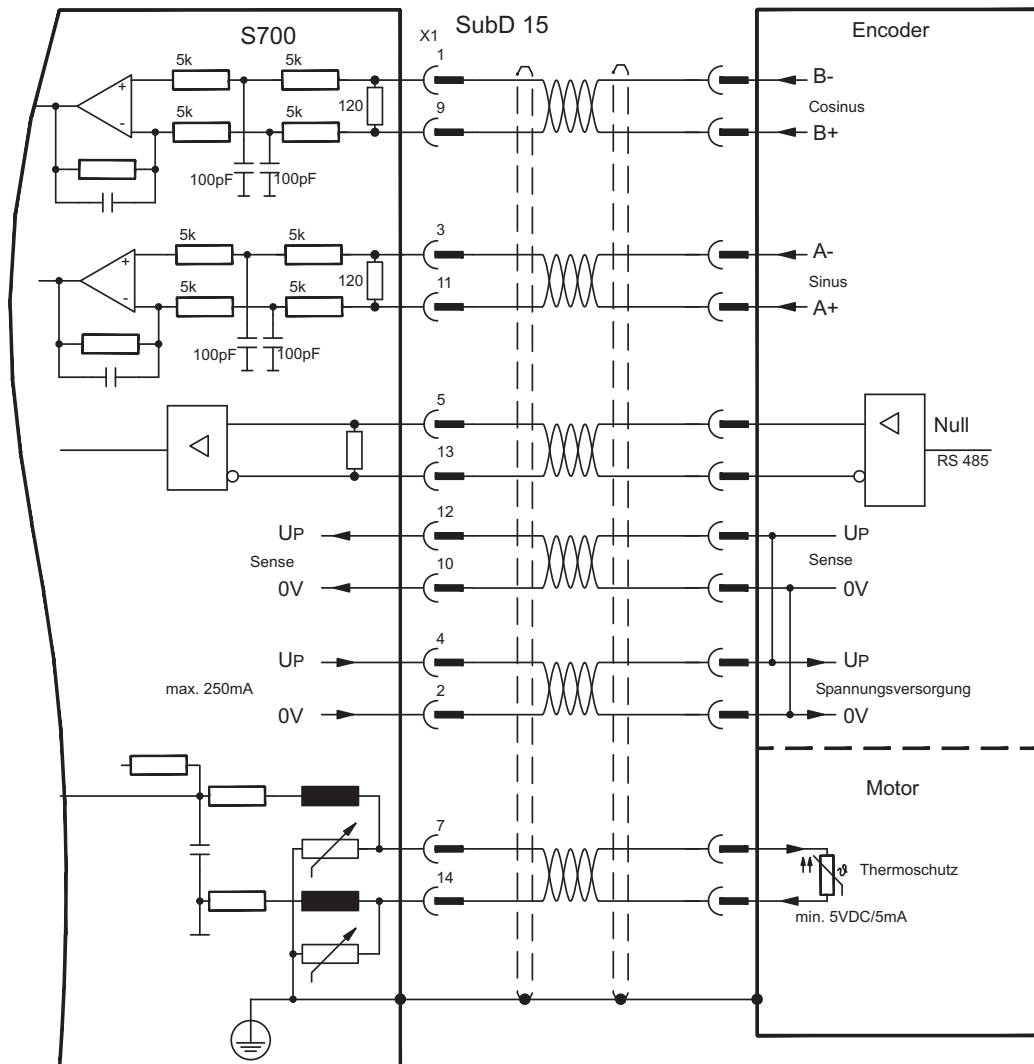 S700
X1
SubD 15
Encoder
5k
5k
1
B-
+
120
Cosinus
-
9
B+
5k
5k
100pF
100pF
5k
5k
3
A-
+
120
Sinus
-
11
A+
5k
5k
100pF
100pF
5
Null
RS 485
13
UP
12
UP
Sense
Sense
0V
10
0V
UP
4
UP
max. 250mA
Spannungsversorgung
0V
2
0V
Motor
7
ϑ
Thermoschutz
14
min. 5VDC/5mA